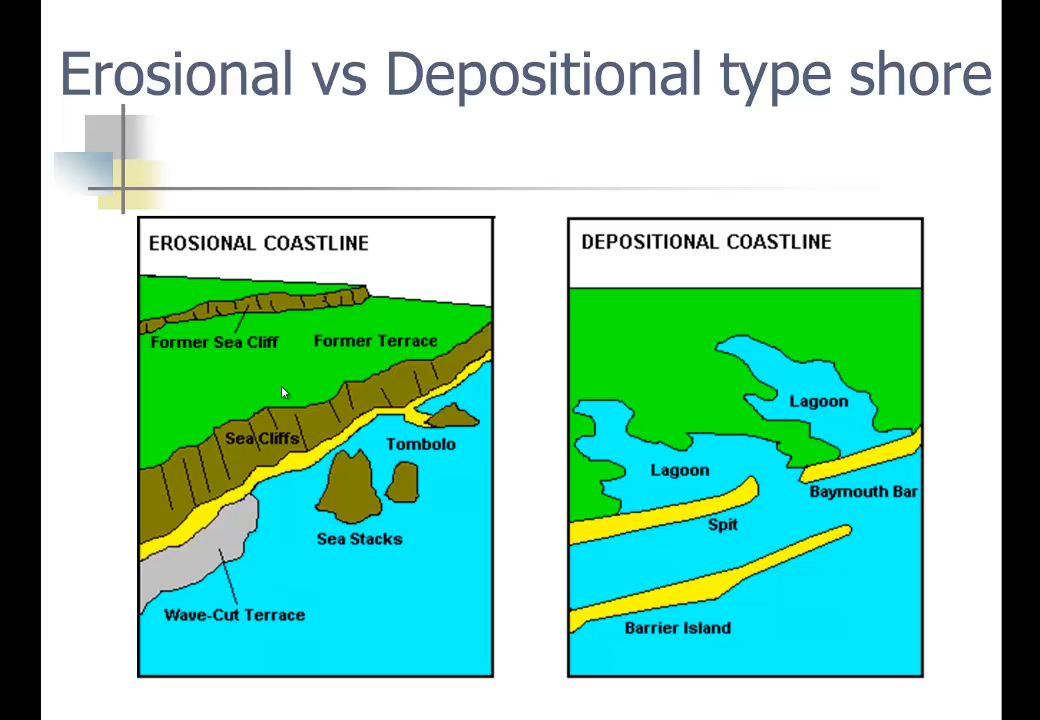 Erosional vs Depositional type shore
EROSIONAL COASTLINE
Former Sea Cliff
Former Terrace
Sea Cliffs
Tombolo
Sea Stacks
Wave-Cut Terrace
DEPOSITIONAL COASTLINE
Lagoon
Lagoon
Baymouth Bar
Spit
Barrier Island